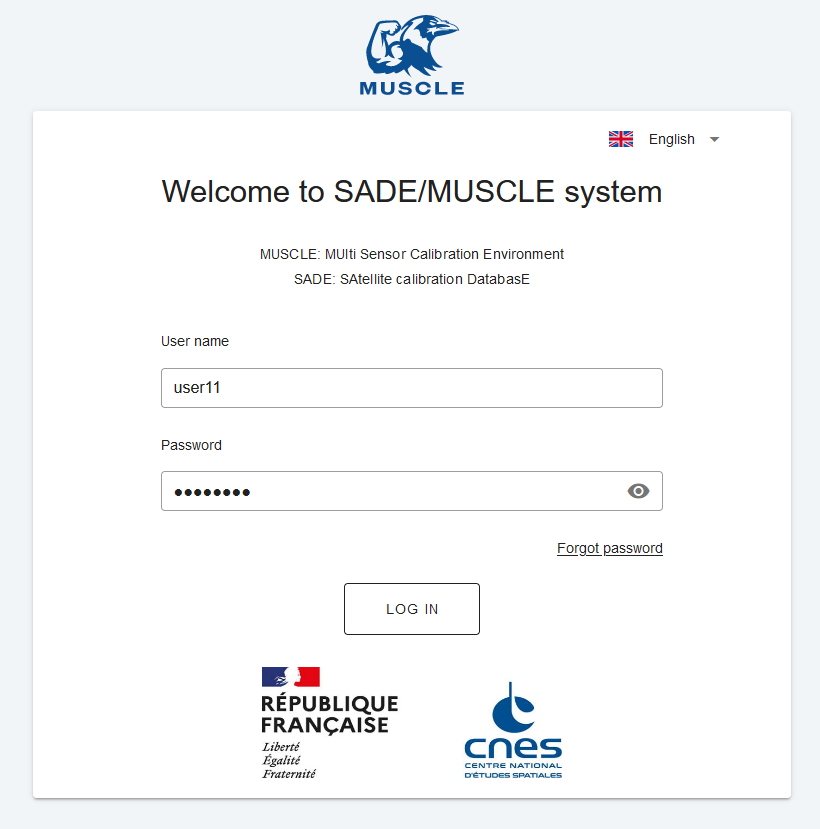 MUSCLE
English
Welcome to SADE/MUSCLE system
MUSCLE: MUlti Sensor Calibration Environment
SADE: SAtellite calibration DatabasE
User name
user11
Password
••••••••
Forgot password
LOG IN
RÉPUBLIQUE
FRANÇAISE
Liberté
Égalité
Fraternité
cnes
CENTRE NATIONAL
D'ÉTUDES SPATIALES